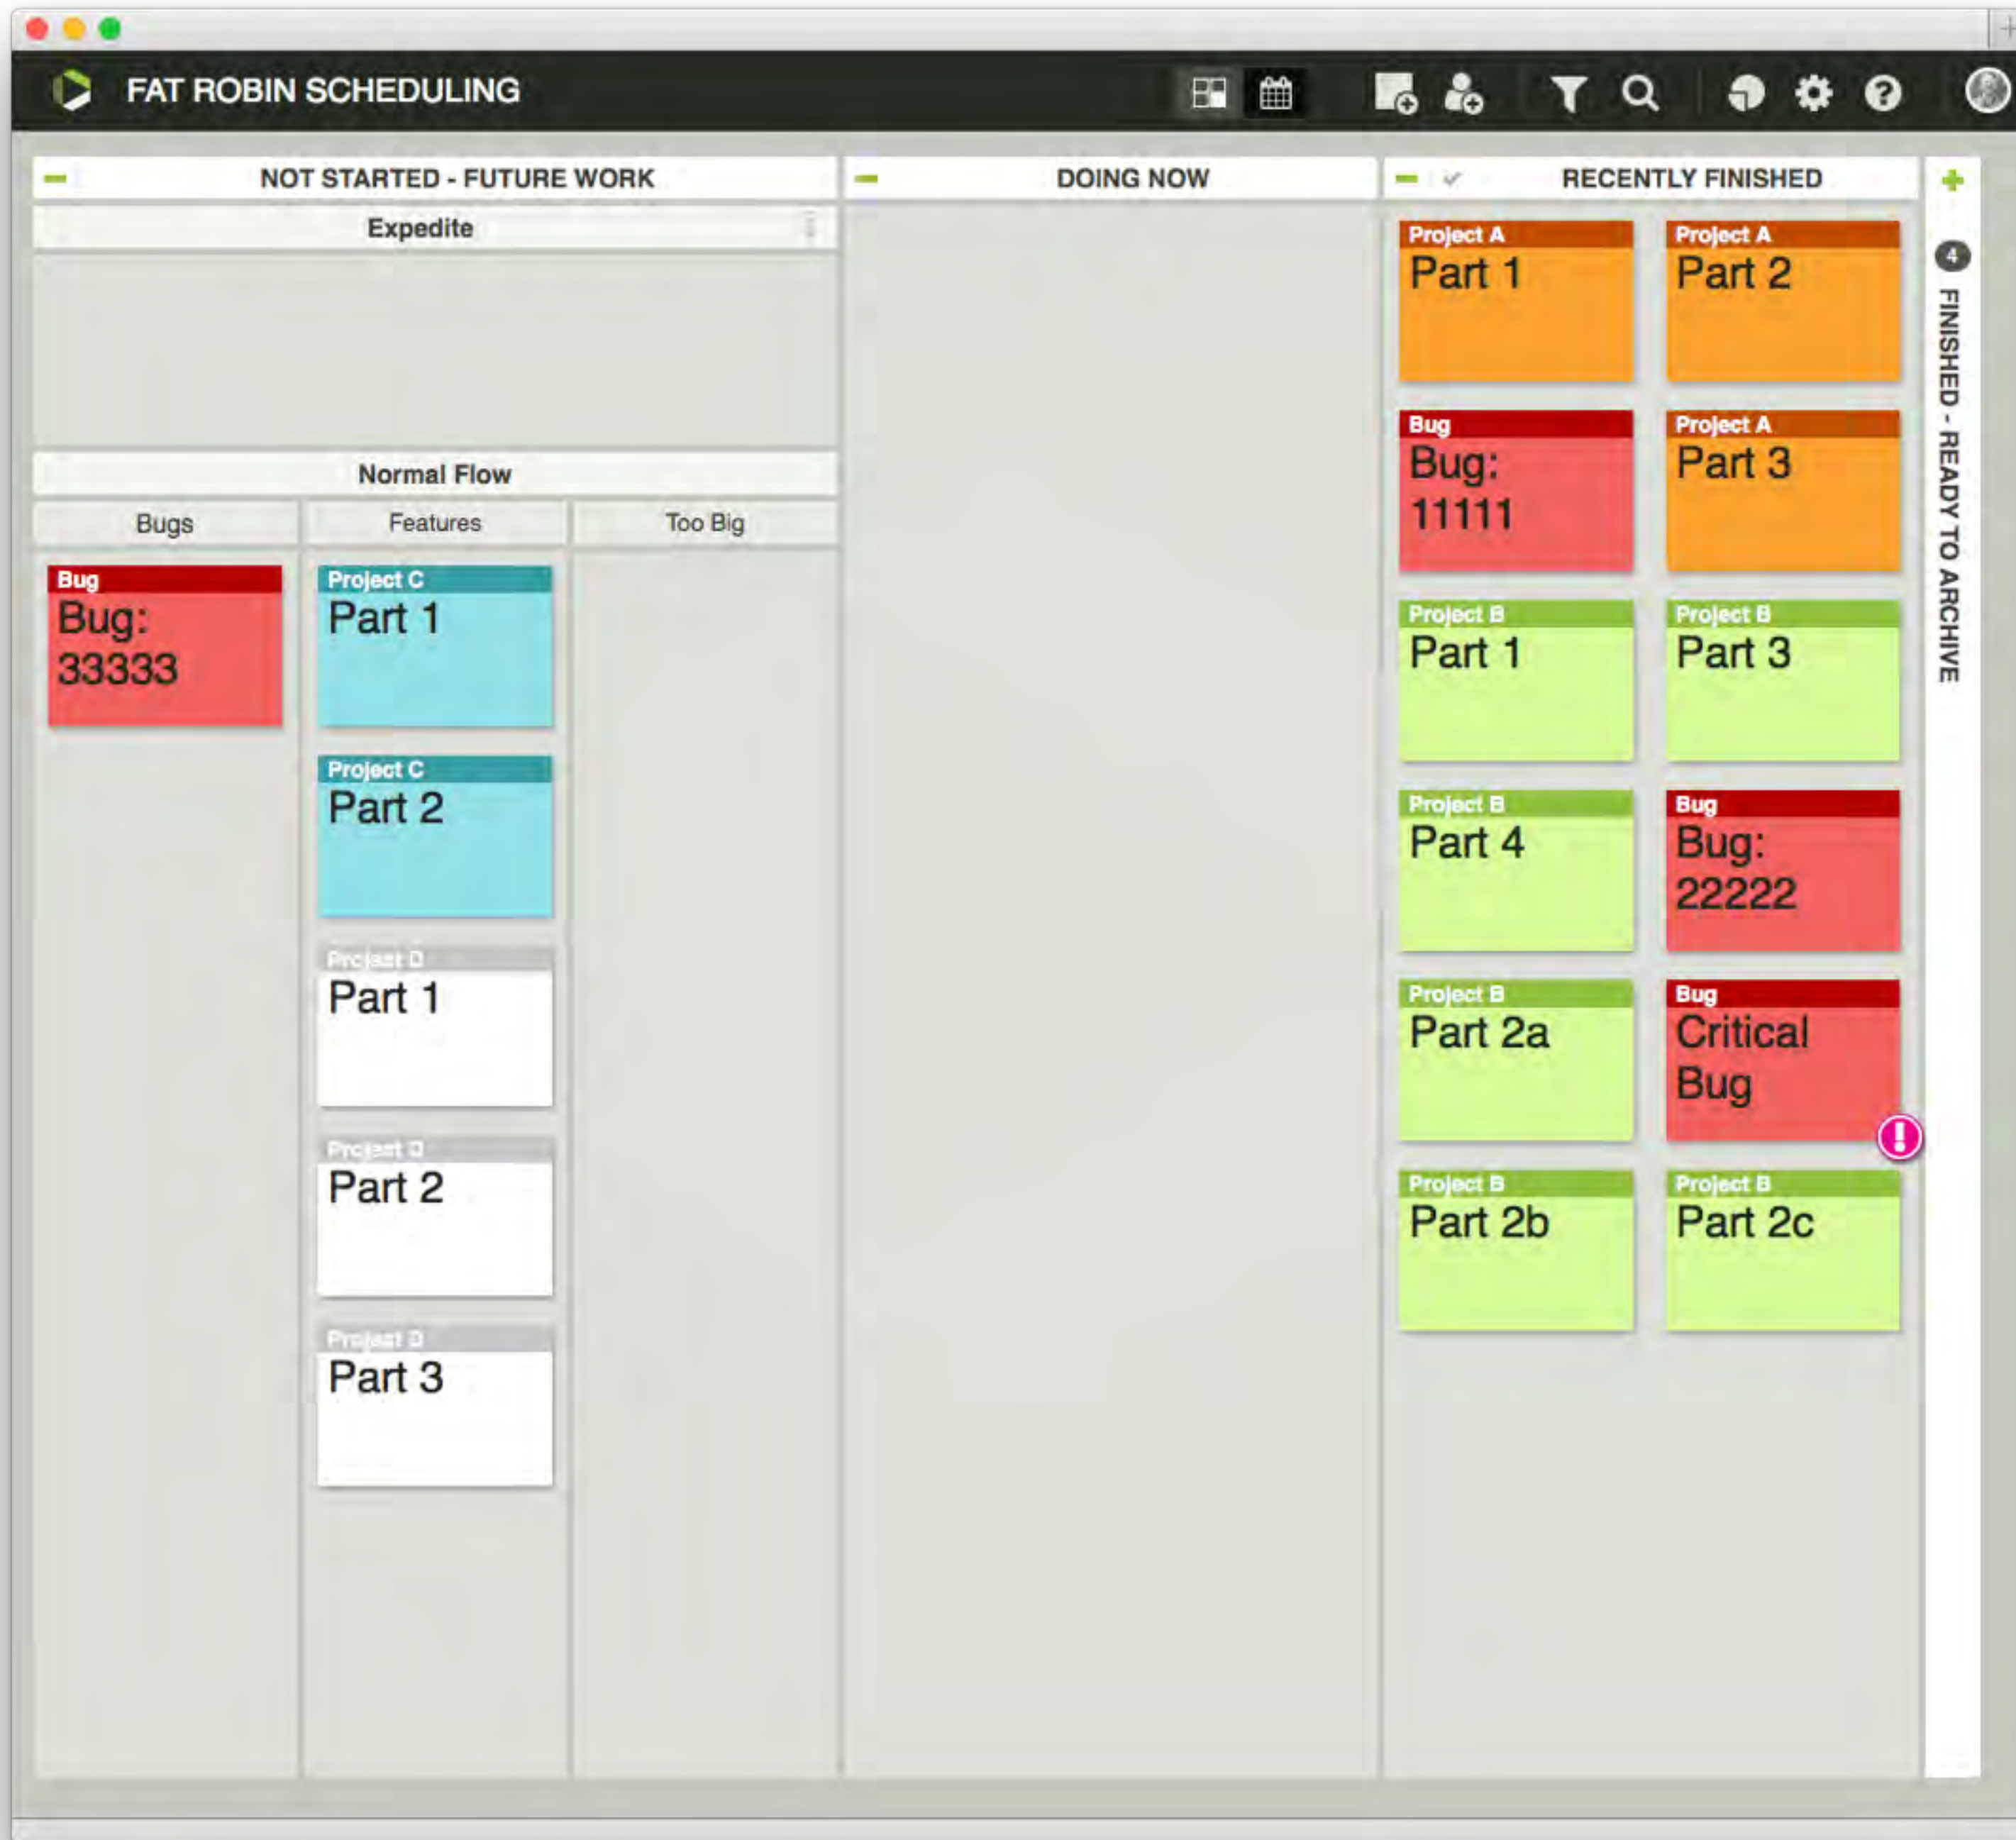 FAT ROBIN SCHEDULING
NOT STARTED - FUTURE WORK
Expedite
Normal Flow
Bugs
Features
Too Big
Bug
Bug:
33333
Project C
Part 1
Project C
Part 2
Project D
Part 1
Project D
Part 2
Project D
Part 3
DOING NOW
RECENTLY FINISHED
Project A
Part 1
Project A
Part 2
Bug
Bug:
11111
Project A
Part 3
Project B
Part 1
Project B
Part 3
Project B
Part 4
Bug
Bug:
22222
Project B
Part 2a
Bug
Critical
Bug
Project B
Part 2b
Project B
Part 2c
4 FINISHED - READY TO ARCHIVE